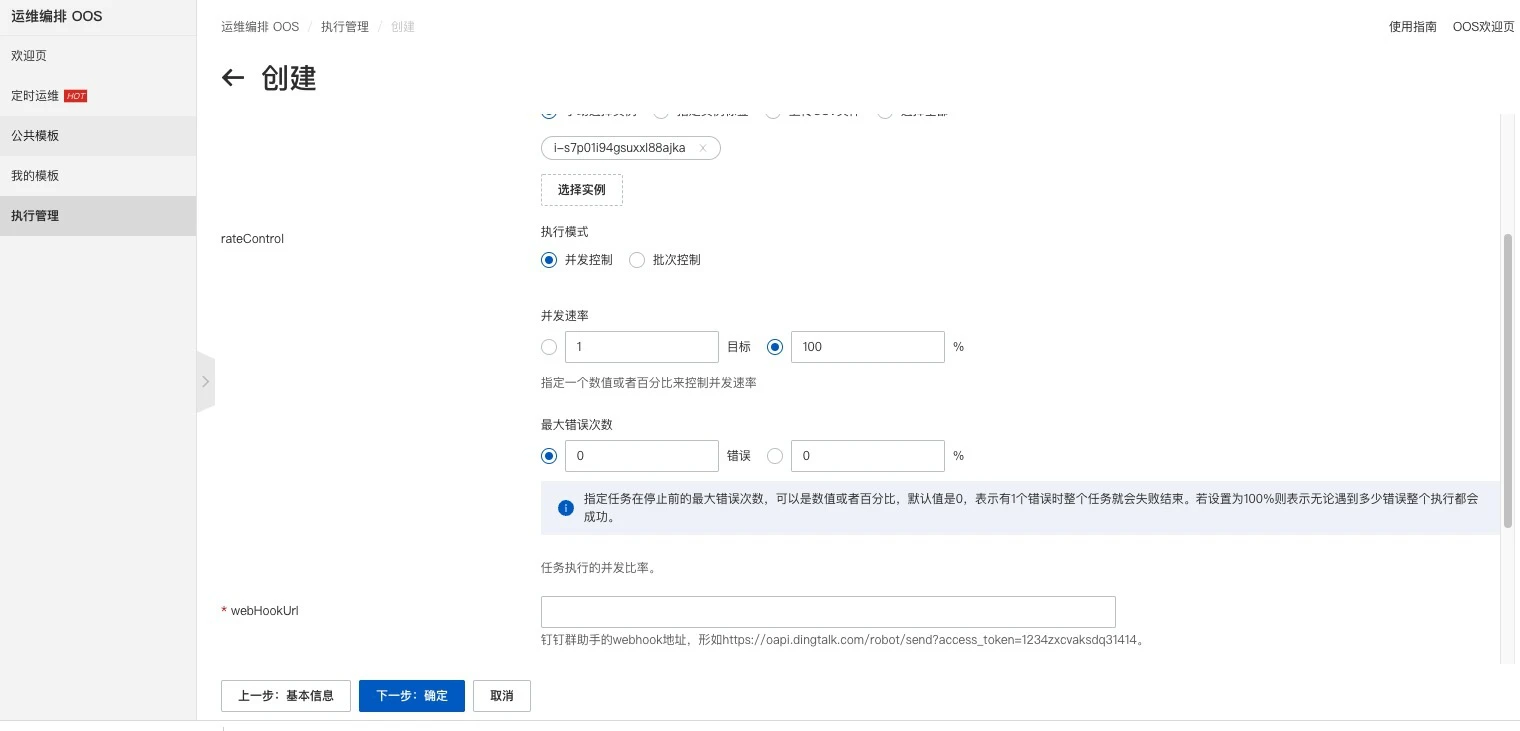 运维编排 OOS
欢迎页
定时运维 HOT
公共模板
我的模板
执行管理
运维编排 OOS / 执行管理 / 创建
使用指南 OOS欢迎页
← 创建
i-s7p01i94gsuxxl88ajka x
选择实例
rateControl
执行模式
并发控制 批次控制
并发速率
1 目标 100 %
指定一个数值或者百分比来控制并发速率
最大错误次数
0 错误 0 %
指定任务在停止前的最大错误次数，可以是数值或者百分比，默认值是0，表示有1个错误时整个任务就会失败结束。若设置为100%则表示无论遇到多少错误整个执行都会
成功。
任务执行的并发比率。
* webHookUrl
钉钉群助手的webhook地址，形如https://oapi.dingtalk.com/robot/send?access_token=1234zxcvaksdq31414。
上一步：基本信息 下一步：确定 取消